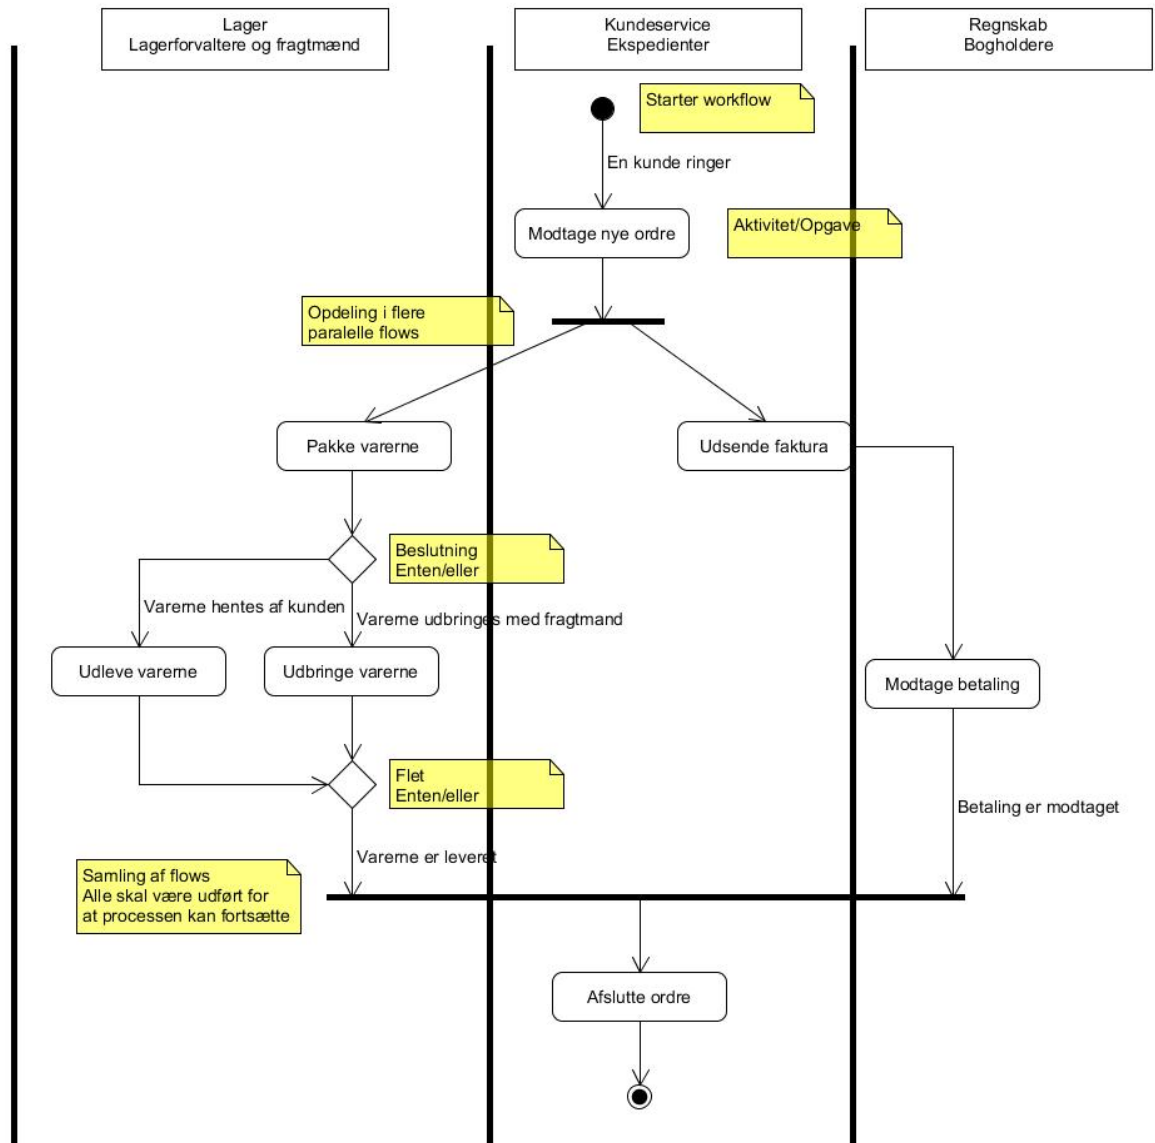 Lager
Lagerforvaltere og fragtmænd
Kundeservice
Ekspedienter
Regnskab
Bogholdere
Starter workflow
En kunde ringer
Modtage nye ordre
Aktivitet/Opgave
Opdeling i flere
paralelle flows
Pakke varerne
Udsende faktura
Beslutning
Enten/eller
Varerne hentes af kunden
Varerne udbringes med fragtmand
Udleve varerne
Udbringe varerne
Modtage betaling
Flet
Enten/eller
Betaling er modtaget
Varerne er leveret
Samling af flows
Alle skal være udført for
at processen kan fortsætte
Afslutte ordre